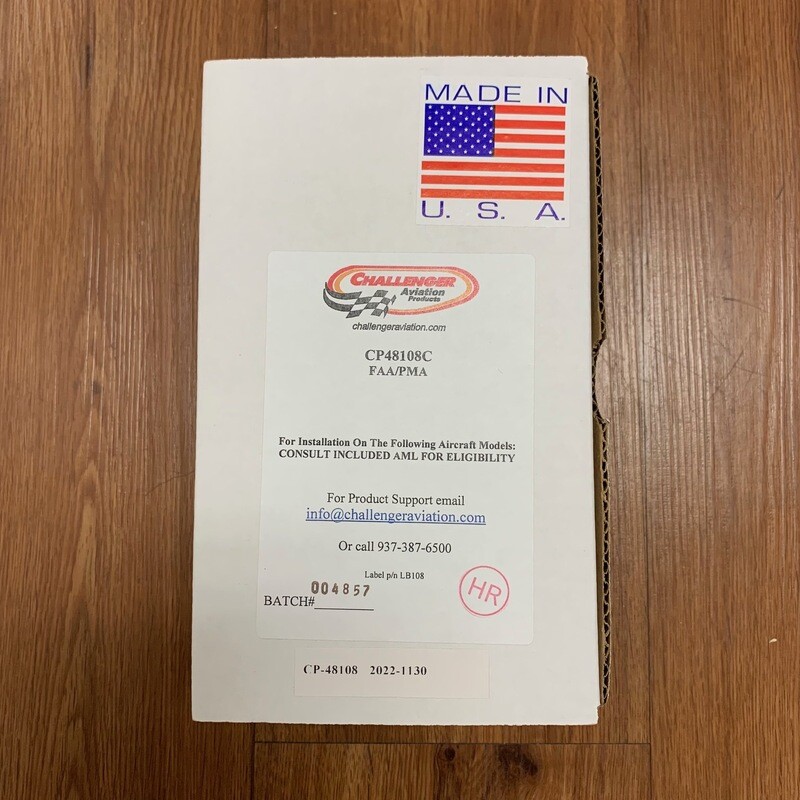 MADE IN
U. S. A.
CHALLENGER
Aviation
Products
challengeraviation.com
CP48108C
FAA/PMA
For Installation On The Following Aircraft Models:
CONSULT INCLUDED AML FOR ELIGIBILITY
For Product Support email
info@challengeraviation.com
Or call 937-387-6500
Label p/n LB108
BATCH# 004857
HR
CP-48108 2022-1130